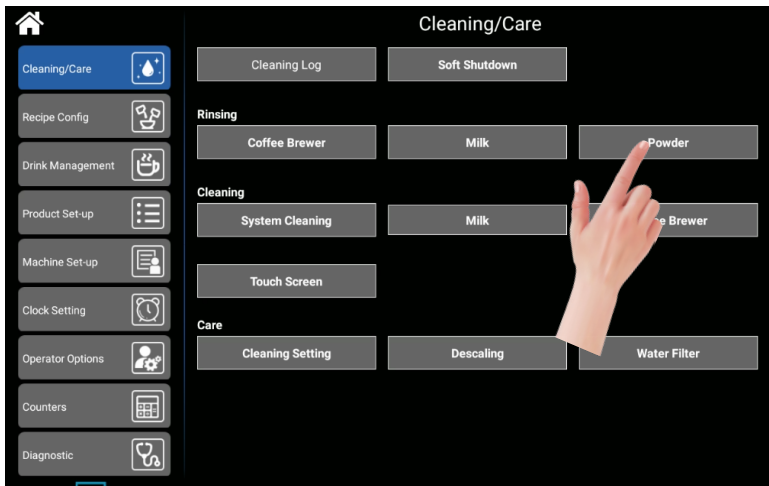 Cleaning/Care
Cleaning/Care
Cleaning Log
Soft Shutdown
Recipe Config
Rinsing
Coffee Brewer
Milk
Powder
Drink Management
Cleaning
Product Set-up
System Cleaning
Milk
Brewer
Machine Set-up
Touch Screen
Clock Setting
Care
Operator Options
Cleaning Setting
Descaling
Water Filter
Counters
Diagnostic